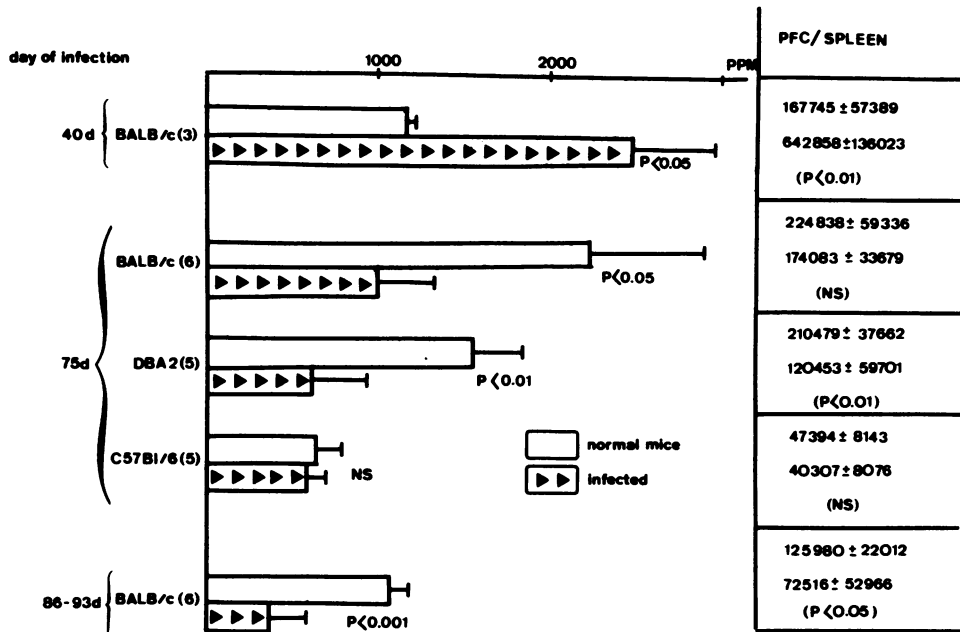 PFC/ SPLEEN
day of infection
1000 2000 PPM
40d BALB/c(3)
P<0.05
167745 ± 57389
642858±136023
(P<0.01)
75d
BALB/c (6)
P<0.05
224838± 59336
174083 ± 33679
(NS)
DBA2(5)
P<0.01
210479± 37662
120453± 59701
(P<0.01)
C57Bl/6(5)
NS
normal mice
infected
47394± 8143
40307±8076
(NS)
86-93d BALB/c(6)
P<0.001
125980 ± 22012
72516± 52966
(P<0.05)